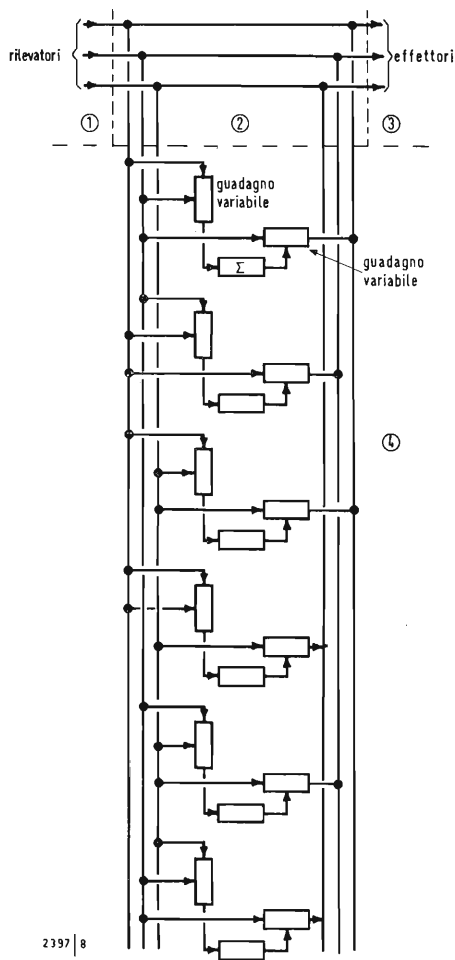 rilevatori
effettori
① ② ③
guadagno
variabile
Σ
guadagno
variabile
④
2397 | 8